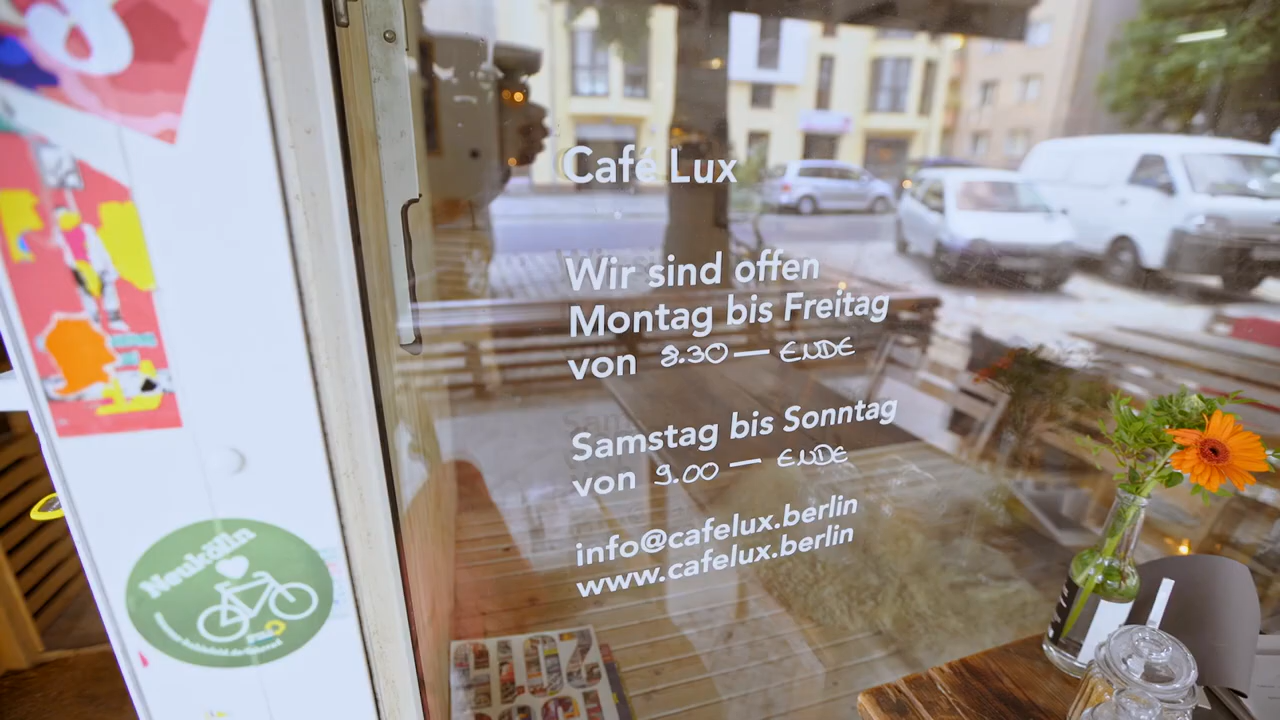 Café Lux
Wir sind offen
Montag bis Freitag
von 8.30 — ENDE
Samstag bis Sonntag
von 9.00 — ENDE
info@cafelux.berlin
www.cafelux.berlin
Neukölln